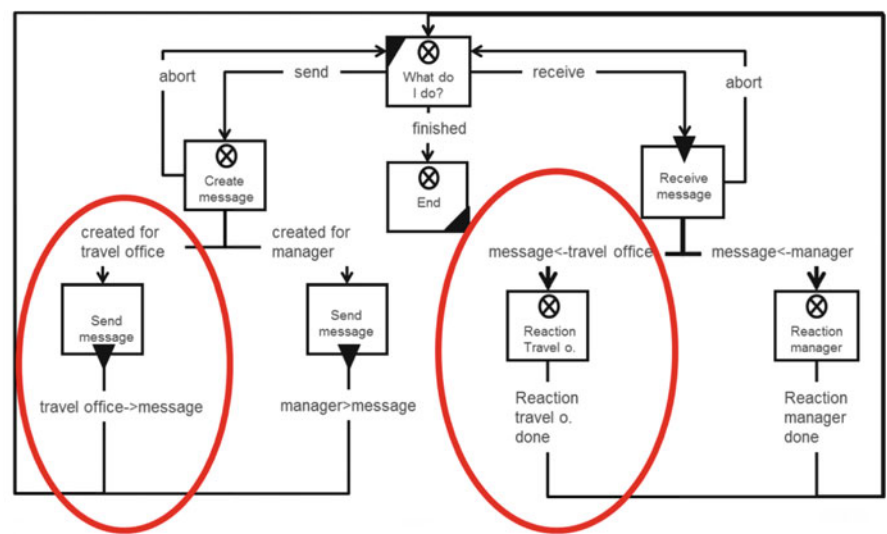 abort
send
What do
I do?
receive
abort
finished
Create
message
End
Receive
message
created for
travel office
created for
manager
message<-travel office
message<-manager
Send
message
Send
message
Reaction
Travel o.
Reaction
manager
travel office->message
manager>message
Reaction
travel o.
done
Reaction
manager
done